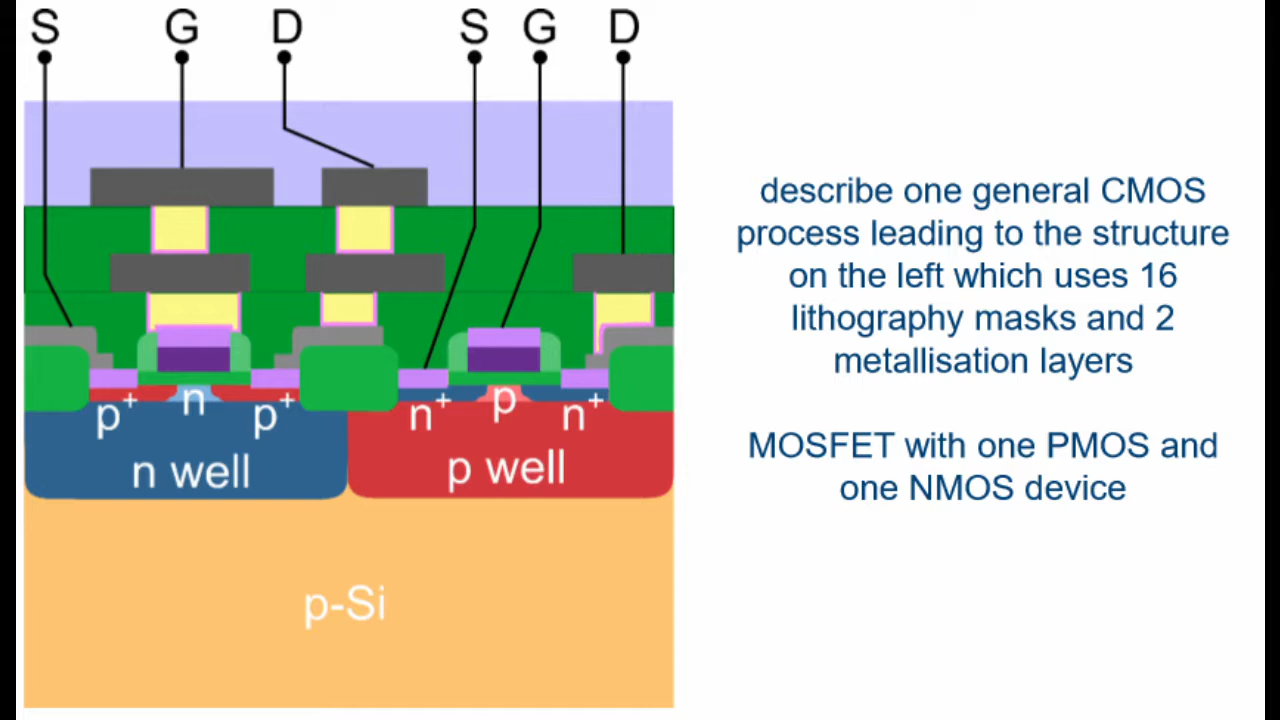 S G D S G D
describe one general CMOS
process leading to the structure
on the left which uses 16
lithography masks and 2
metallisation layers
MOSFET with one PMOS and
one NMOS device
p⁺ n p⁺ n⁺ p n⁺
n well p well
p-Si